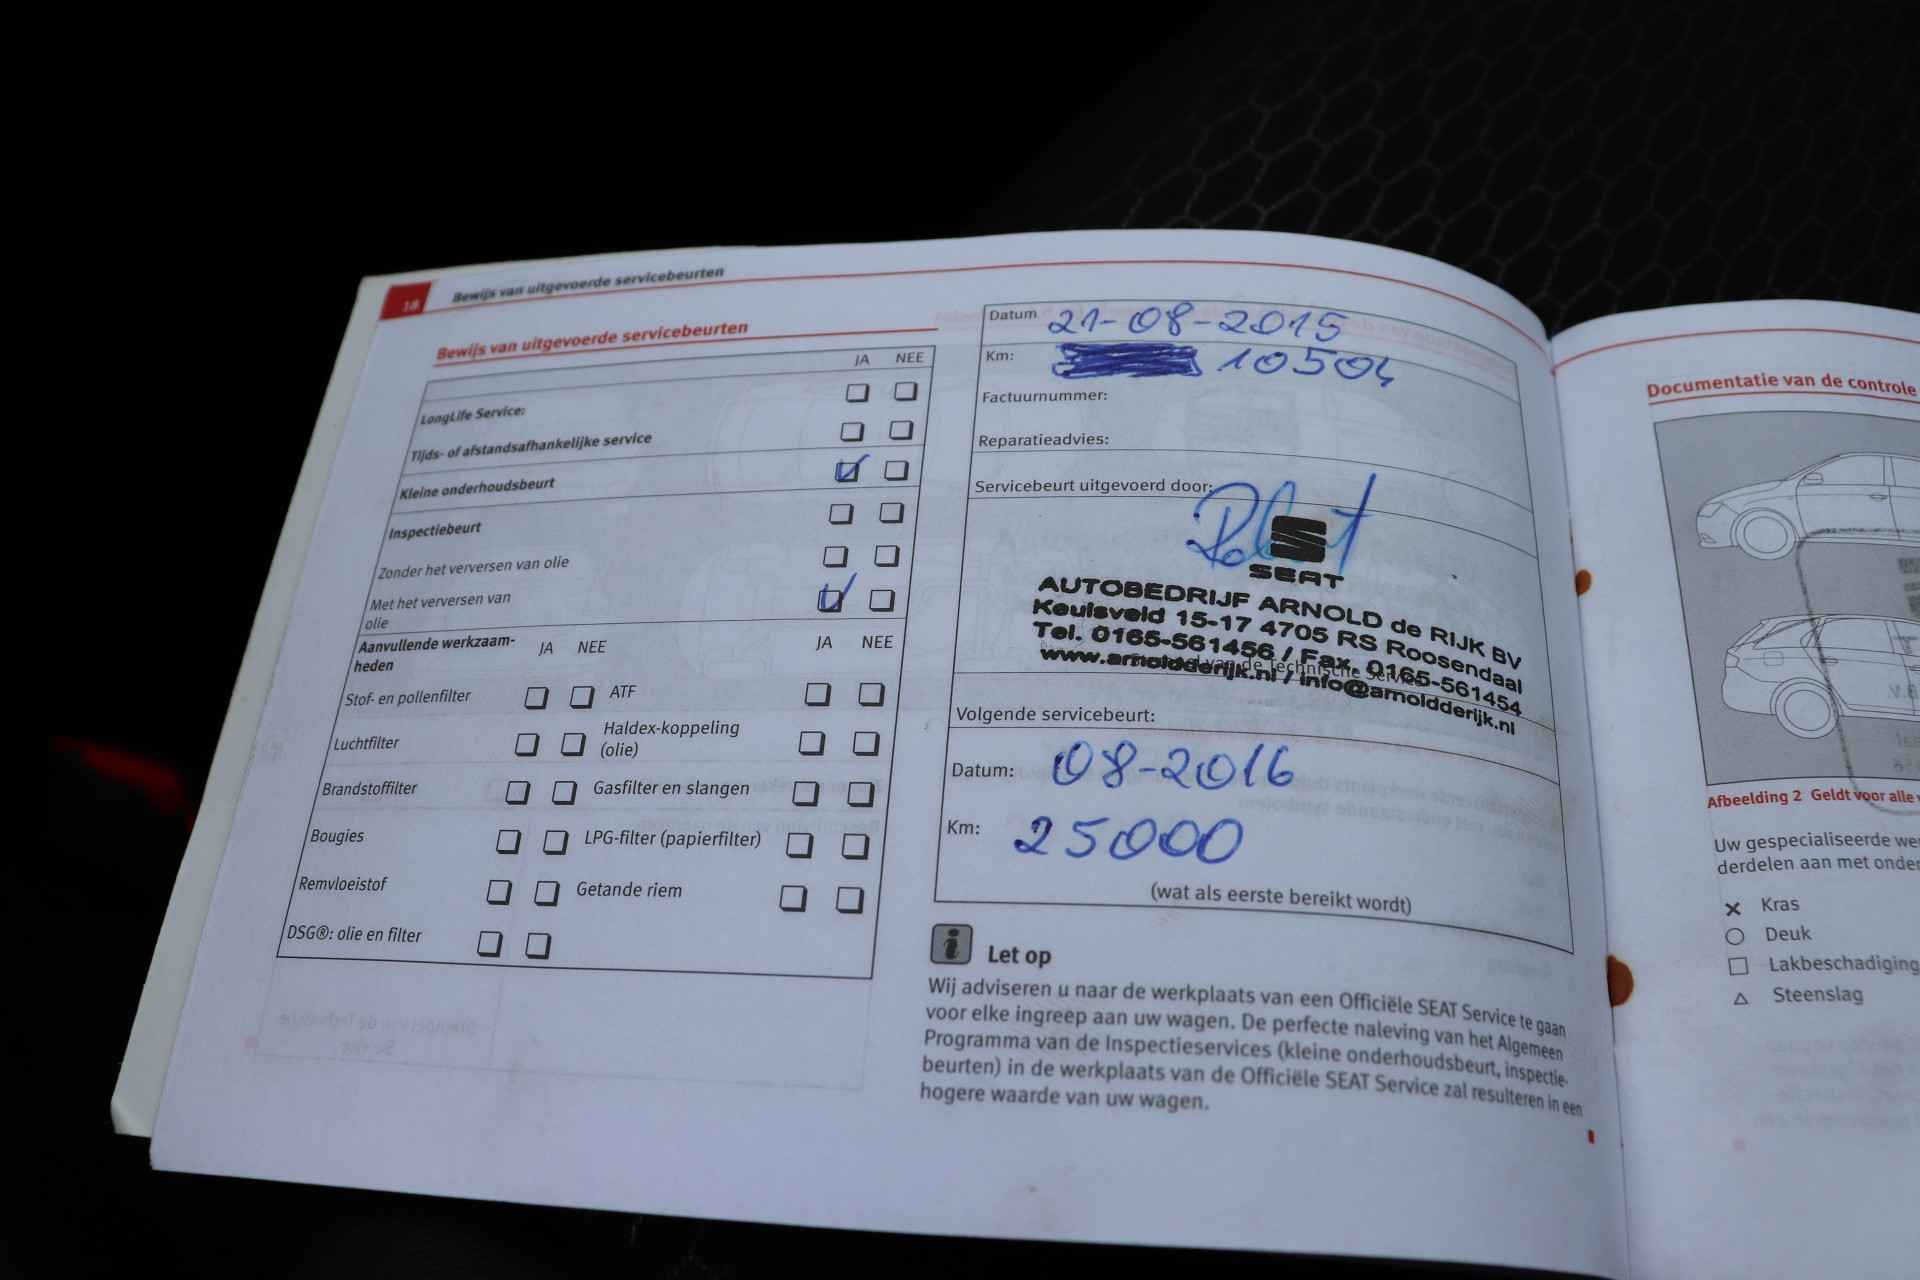 18
Bewijs van uitgevoerde servicebeurten
Bewijs van uitgevoerde servicebeurten
JA NEE
LongLife Service:
Tijds- of afstandsafhankelijke service
Kleine onderhoudsbeurt
Inspectiebeurt
Zonder het verversen van olie
Met het verversen van
olie
Aanvullende werkzaam-
heden
JA NEE
JA NEE
Stof- en pollenfilter
ATF
Luchtfilter
Haldex-koppeling
(olie)
Brandstoffilter
Gasfilter en slangen
Bougies
LPG-filter (papierfilter)
Remvloeistof
Getande riem
DSG®: olie en filter
Datum 21-08-2015
Km: 10504
Factuurnummer:
Reparatieadvies:
Servicebeurt uitgevoerd door:
SEAT
AUTOBEDRIJF ARNOLD de RIJK BV
Keulsveld 15-17 4705 RS Roosendaal
Tel. 0165-561456 / Fax. 0165-561454
www.arnoldderijk.nl / info@arnoldderijk.nl
van de Technische
Volgende servicebeurt:
Datum: 08-2016
Km: 25000
(wat als eerste bereikt wordt)
Let op
Wij adviseren u naar de werkplaats van een Officiële SEAT Service te gaan
voor elke ingreep aan uw wagen. De perfecte naleving van het Algemeen
Programma van de Inspectieservices (kleine onderhoudsbeurt, inspectie-
beurten) in de werkplaats van de Officiële SEAT Service zal resulteren in een
hogere waarde van uw wagen.
Documentatie van de controle
Afbeelding 2 Geldt voor alle
Uw gespecialiseerde
derdelen aan met
Kras
Deuk
Lakbeschadiging
Steenslag